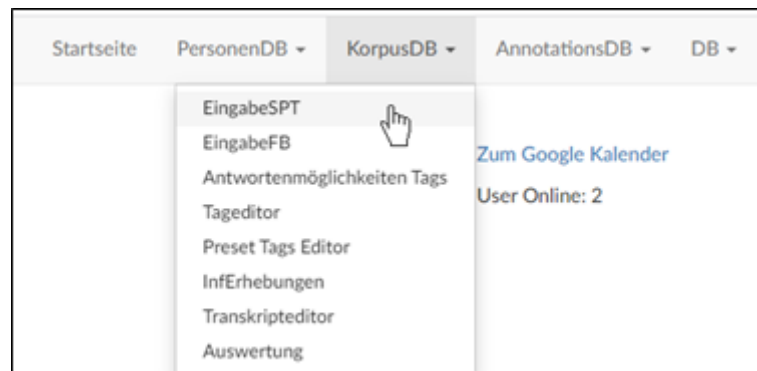 Startseite PersonenDB KorpusDB AnnotationsDB DB
EingabeSPT
EingabeFB
Antwortenmöglichkeiten Tags
Tageditor
Preset Tags Editor
InfErhebungen
Transkripteditor
Auswertung
Zum Google Kalender
User Online: 2